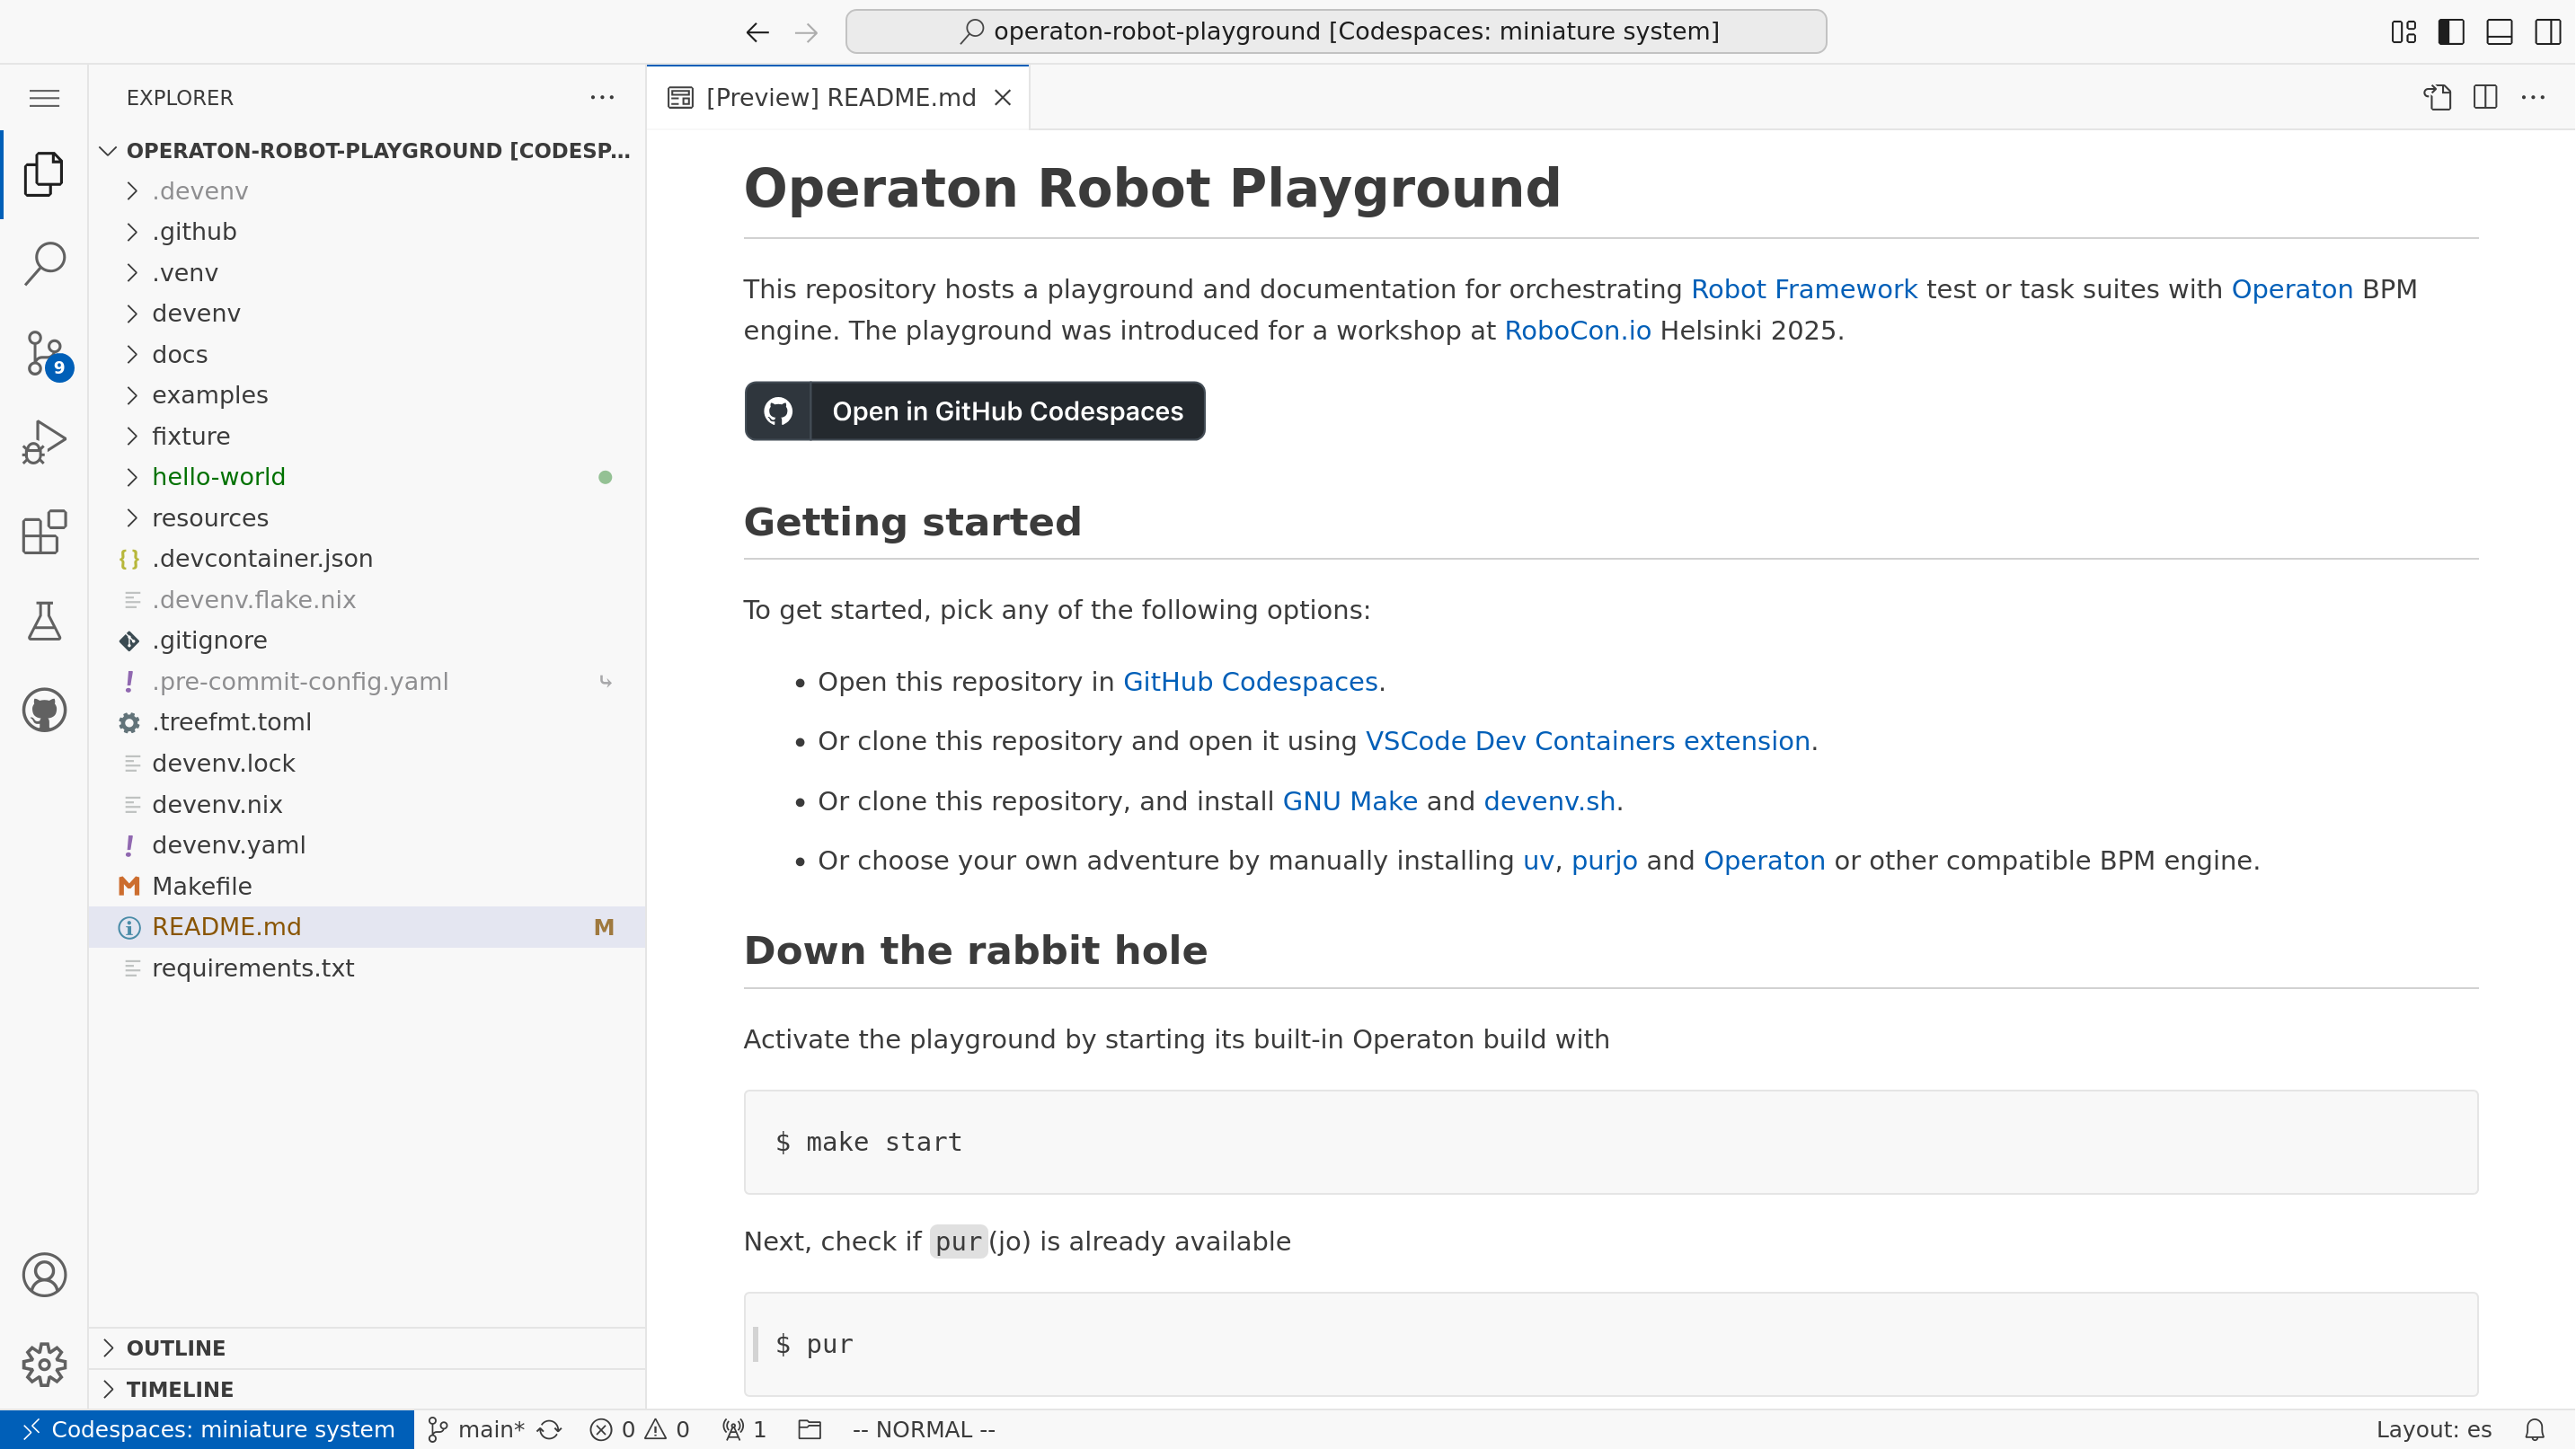 operaton-robot-playground [Codespaces: miniature system]
EXPLORER
OPERATON-ROBOT-PLAYGROUND [CODESP...
.devenv
.github
.venv
devenv
docs
examples
fixture
hello-world
resources
{} .devcontainer.json
.devenv.flake.nix
.gitignore
! .pre-commit-config.yaml
.treefmt.toml
devenv.lock
devenv.nix
! devenv.yaml
M Makefile
README.md M
requirements.txt
OUTLINE
TIMELINE
9
[Preview] README.md
Operaton Robot Playground
This repository hosts a playground and documentation for orchestrating Robot Framework test or task suites with Operaton BPM
engine. The playground was introduced for a workshop at RoboCon.io Helsinki 2025.
Open in GitHub Codespaces
Getting started
To get started, pick any of the following options:
• Open this repository in GitHub Codespaces.
• Or clone this repository and open it using VSCode Dev Containers extension.
• Or clone this repository, and install GNU Make and devenv.sh.
• Or choose your own adventure by manually installing uv, purjo and Operaton or other compatible BPM engine.
Down the rabbit hole
Activate the playground by starting its built-in Operaton build with
$ make start
Next, check if pur(jo) is already available
$ pur
Codespaces: miniature system main* 0 0 1 -- NORMAL -- Layout: es